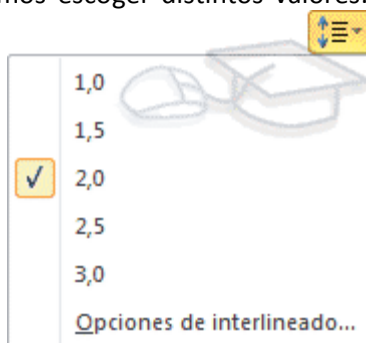 mos escoger distintos valores.
1,0
1,5
2,0
2,5
3,0
Opciones de interlineado...